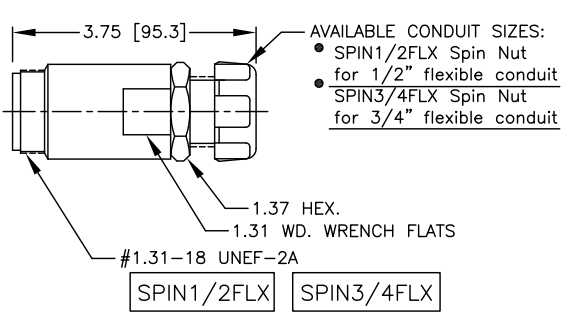 3.75 [95.3]
AVAILABLE CONDUIT SIZES:
• SPIN1/2FLX Spin Nut
for 1/2" flexible conduit
• SPIN3/4FLX Spin Nut
for 3/4" flexible conduit
1.37 HEX.
1.31 WD. WRENCH FLATS
#1.31-18 UNEF-2A
SPIN1/2FLX
SPIN3/4FLX